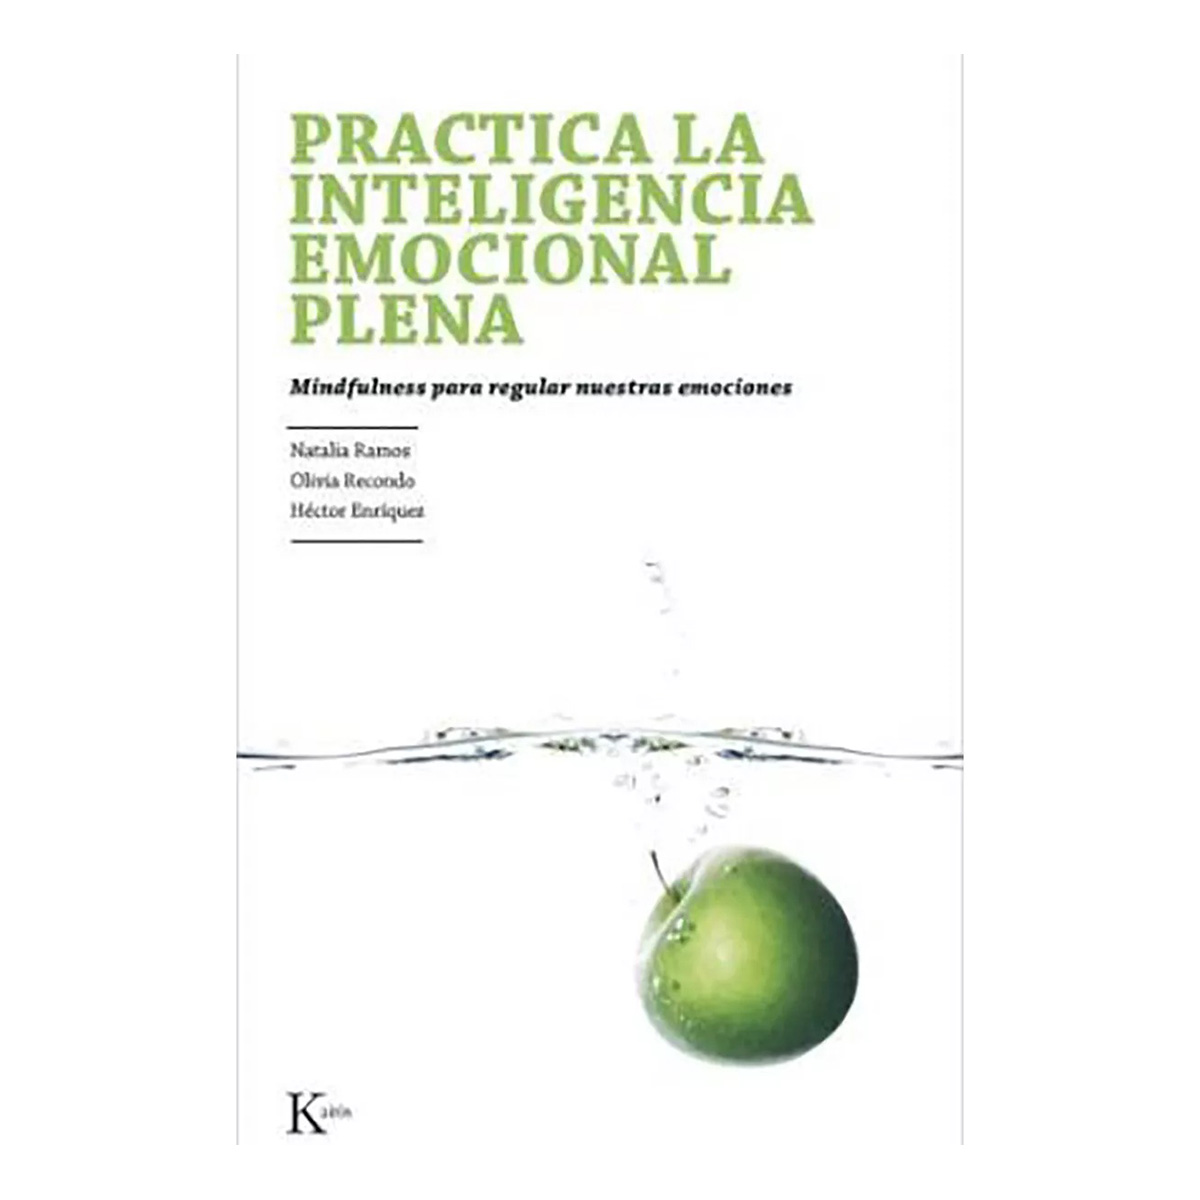 PRACTICA LA
INTELIGENCIA
EMOCIONAL
PLENA
Mindfulness para regular nuestras emociones
Natalia Ramos
Olivia Recondo
Héctor Enríquez
Kairós